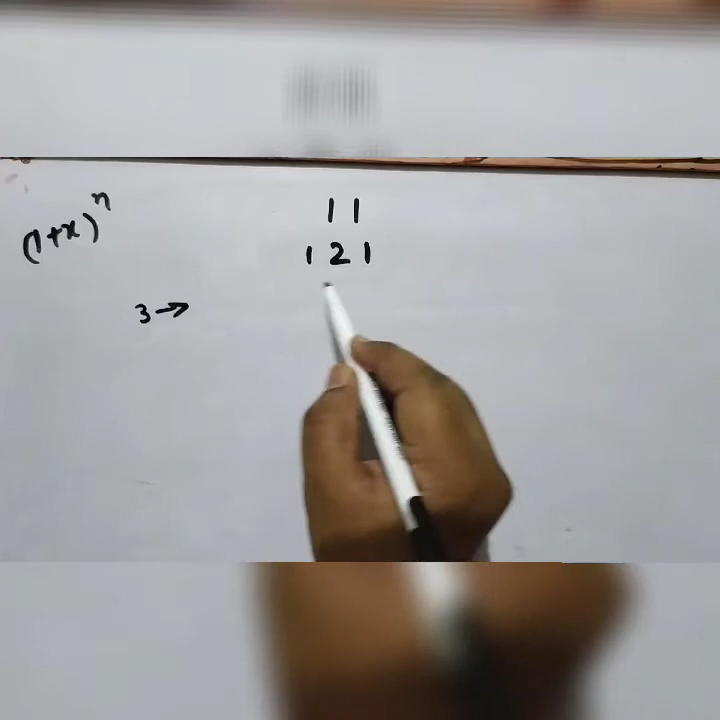 (1+x)^n
1 1
1 2 1
3 →